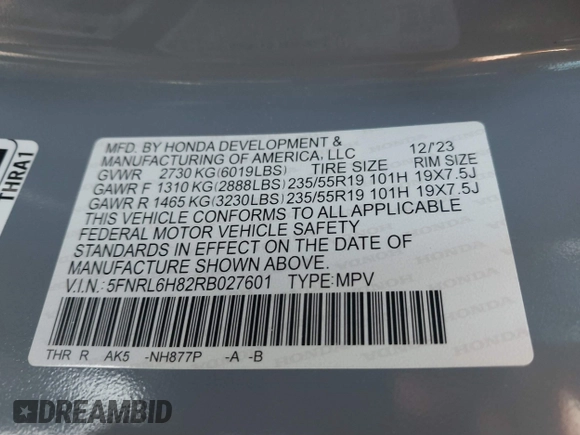 MFD. BY HONDA DEVELOPMENT &
MANUFACTURING OF AMERICA, LLC 12/23
GVWR 2730 KG(6019LBS) TIRE SIZE RIM SIZE
GAWR F 1310 KG(2888LBS) 235/55R19 101H 19X7.5J
GAWR R 1465 KG(3230LBS) 235/55R19 101H 19X7.5J
THIS VEHICLE CONFORMS TO ALL APPLICABLE
FEDERAL MOTOR VEHICLE SAFETY
STANDARDS IN EFFECT ON THE DATE OF
MANUFACTURE SHOWN ABOVE.
V.I.N.: 5FNRL6H82RB027601 TYPE:MPV
THR R AK5 -NH877P -A -B
THRA1
HONDA
HONDA
HONDA
DREAMBID